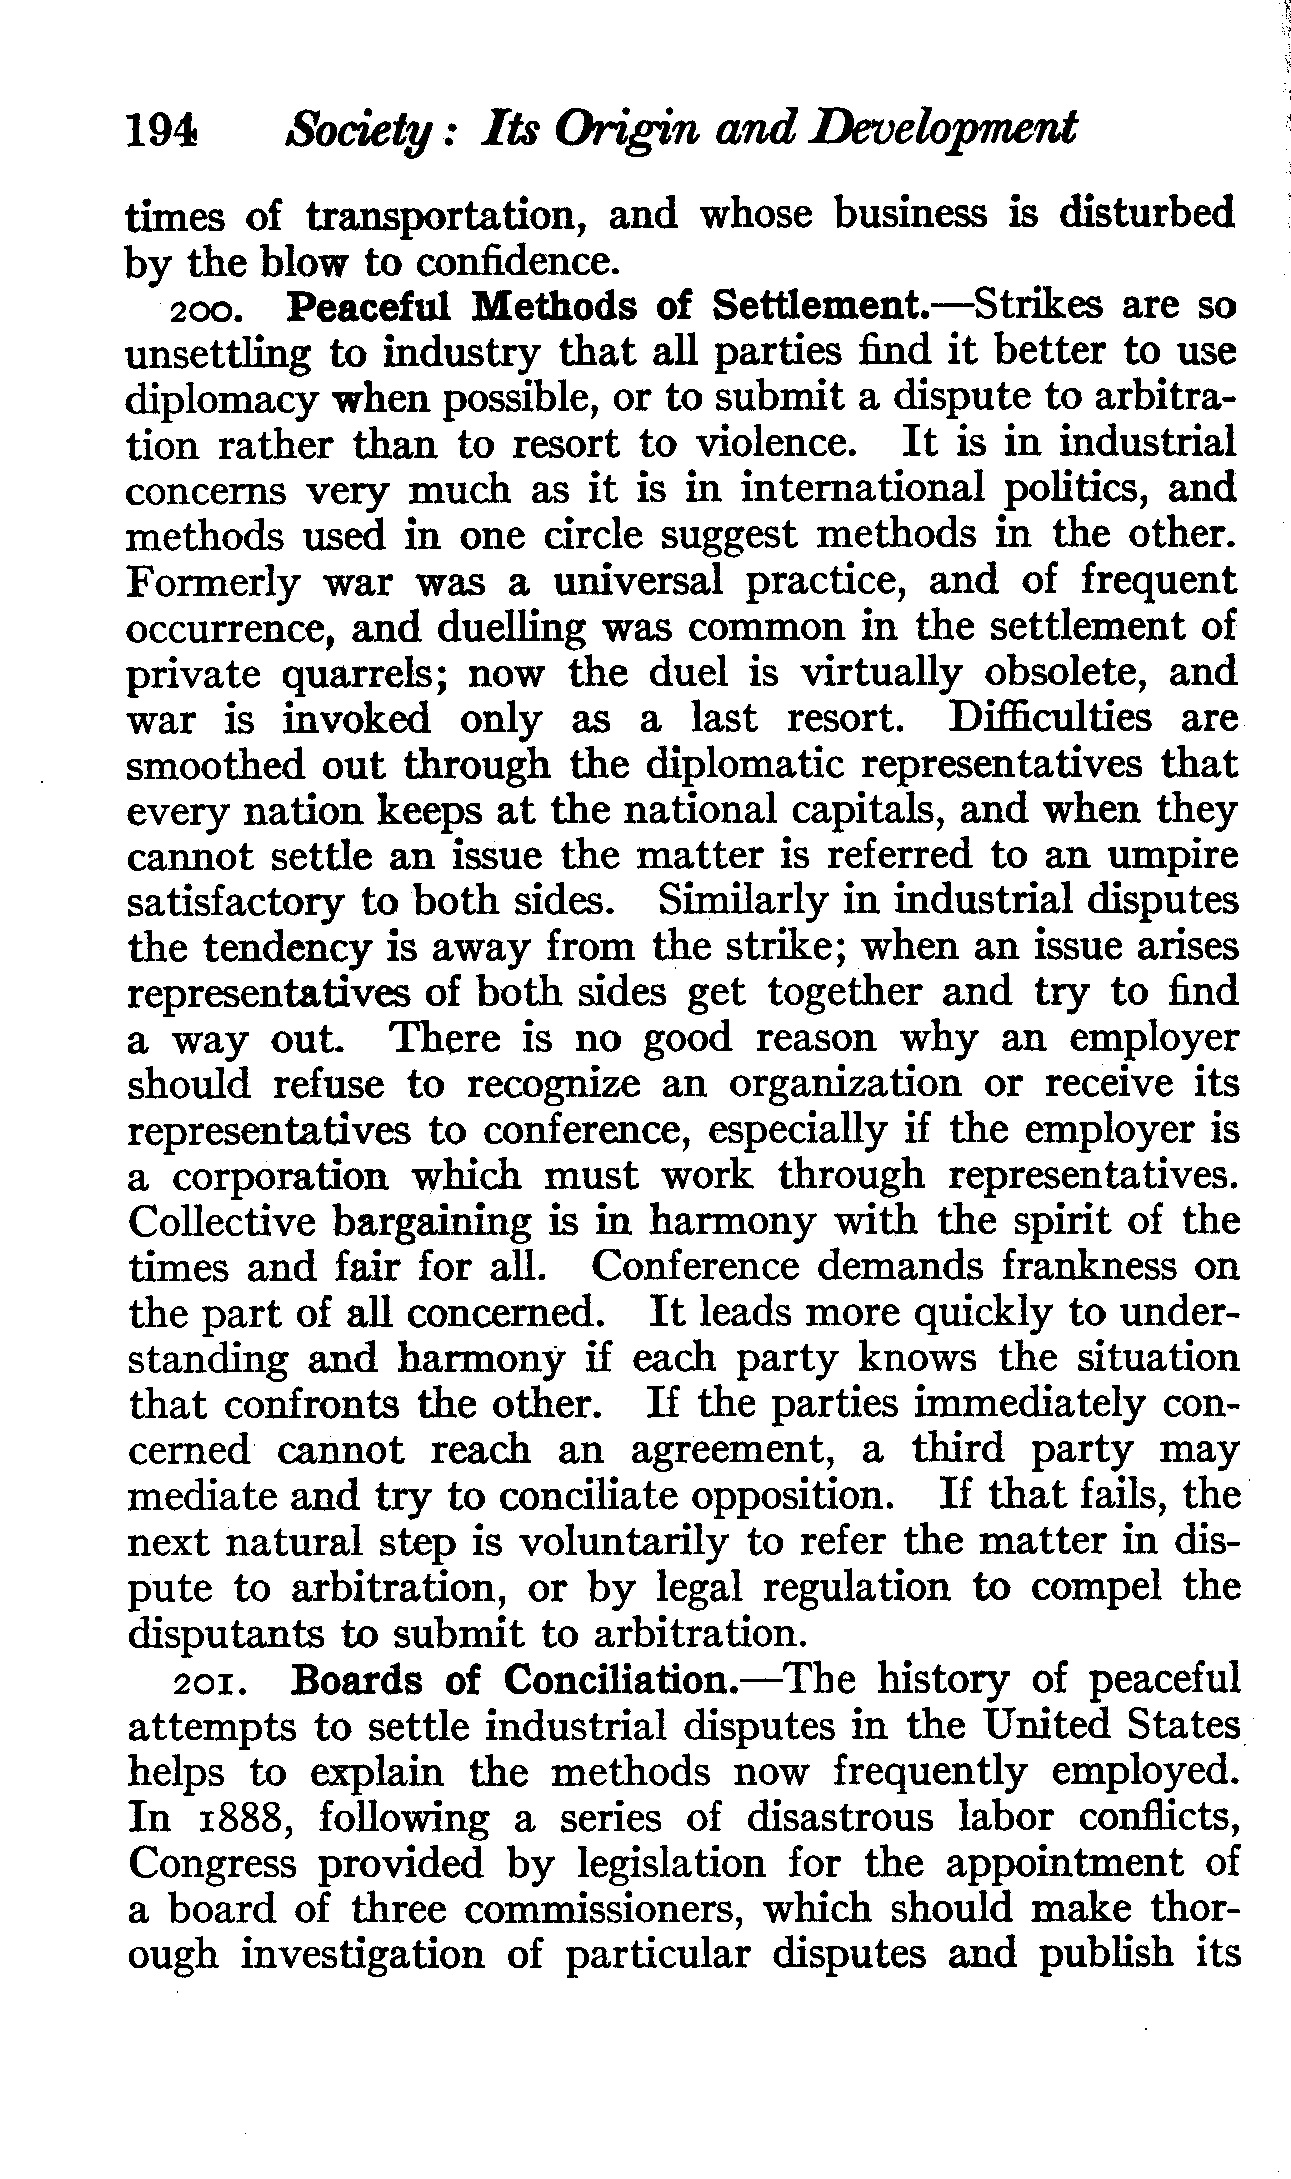 194 Society: Its Origin and Development
times of transportation, and whose business is disturbed
by the blow to confidence.
200. Peaceful Methods of Settlement.—Strikes are so
unsettling to industry that all parties find it better to use
diplomacy when possible, or to submit a dispute to arbitra-
tion rather than to resort to violence. It is in industrial
concerns very much as it is in international politics, and
methods used in one circle suggest methods in the other.
Formerly war was a universal practice, and of frequent
occurrence, and duelling was common in the settlement of
private quarrels; now the duel is virtually obsolete, and
war is invoked only as a last resort. Difficulties are
smoothed out through the diplomatic representatives that
every nation keeps at the national capitals, and when they
cannot settle an issue the matter is referred to an umpire
satisfactory to both sides. Similarly in industrial disputes
the tendency is away from the strike; when an issue arises
representatives of both sides get together and try to find
a way out. There is no good reason why an employer
should refuse to recognize an organization or receive its
representatives to conference, especially if the employer is
a corporation which must work through representatives.
Collective bargaining is in harmony with the spirit of the
times and fair for all. Conference demands frankness on
the part of all concerned. It leads more quickly to under-
standing and harmony if each party knows the situation
that confronts the other. If the parties immediately con-
cerned cannot reach an agreement, a third party may
mediate and try to conciliate opposition. If that fails, the
next natural step is voluntarily to refer the matter in dis-
pute to arbitration, or by legal regulation to compel the
disputants to submit to arbitration.
201. Boards of Conciliation.—The history of peaceful
attempts to settle industrial disputes in the United States
helps to explain the methods now frequently employed.
In 1888, following a series of disastrous labor conflicts,
Congress provided by legislation for the appointment of
a board of three commissioners, which should make thor-
ough investigation of particular disputes and publish its